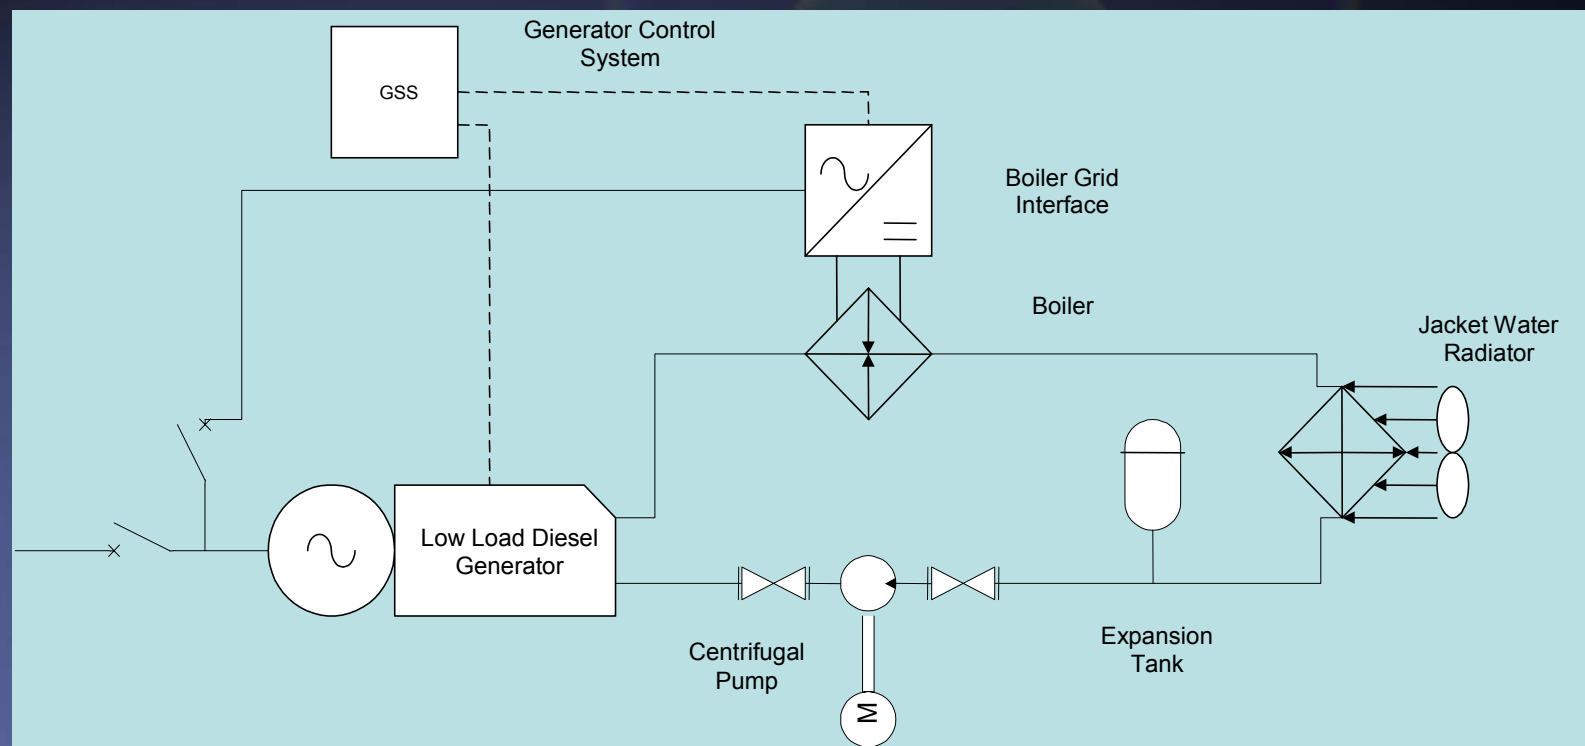 Generator Control
System
GSS
Boiler Grid
Interface
Boiler
Jacket Water
Radiator
Low Load Diesel
Generator
Centrifugal
Pump
Expansion
Tank
M